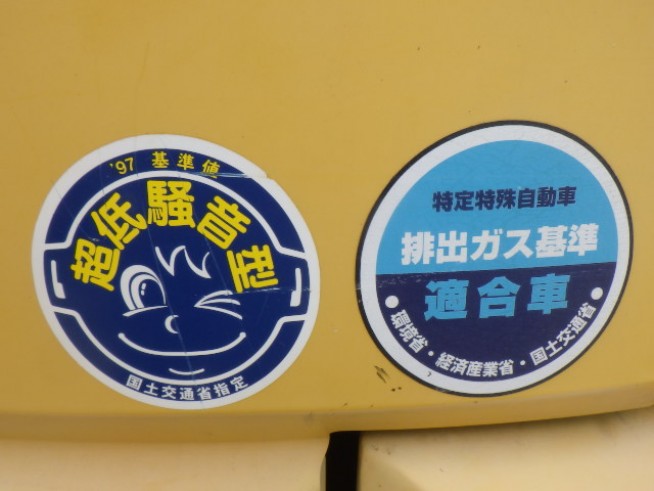 '97 基準値
超低騒音型
国土交通省指定
特定特殊自動車
排出ガス基準
適合車
•環境省・経済産業省・国土交通省•